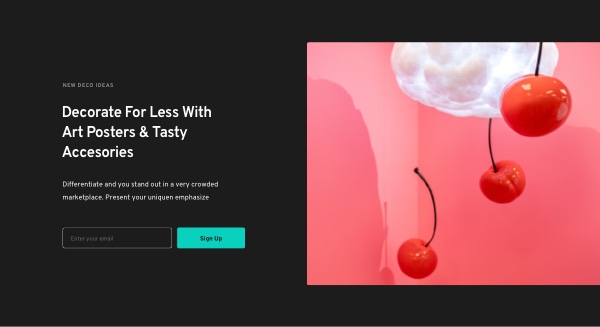 NEW DECO IDEAS
Decorate For Less With
Art Posters & Tasty
Accesories
Differentiate and you stand out in a very crowded
marketplace. Present your uniquen emphasize
Enter your email
Sign Up